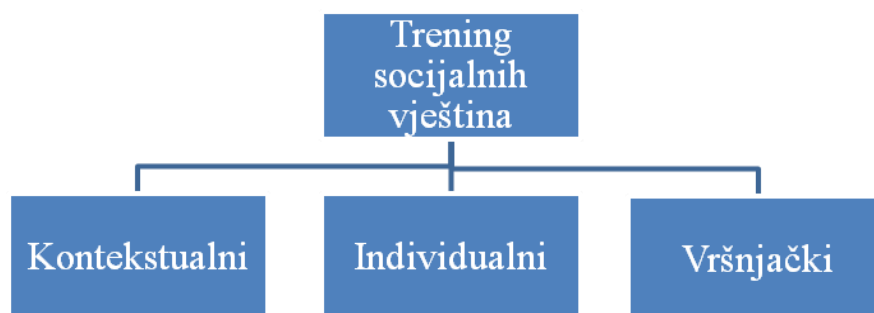 Trening
socijalnih
vještina
Kontekstualni
Individualni
Vršnjački